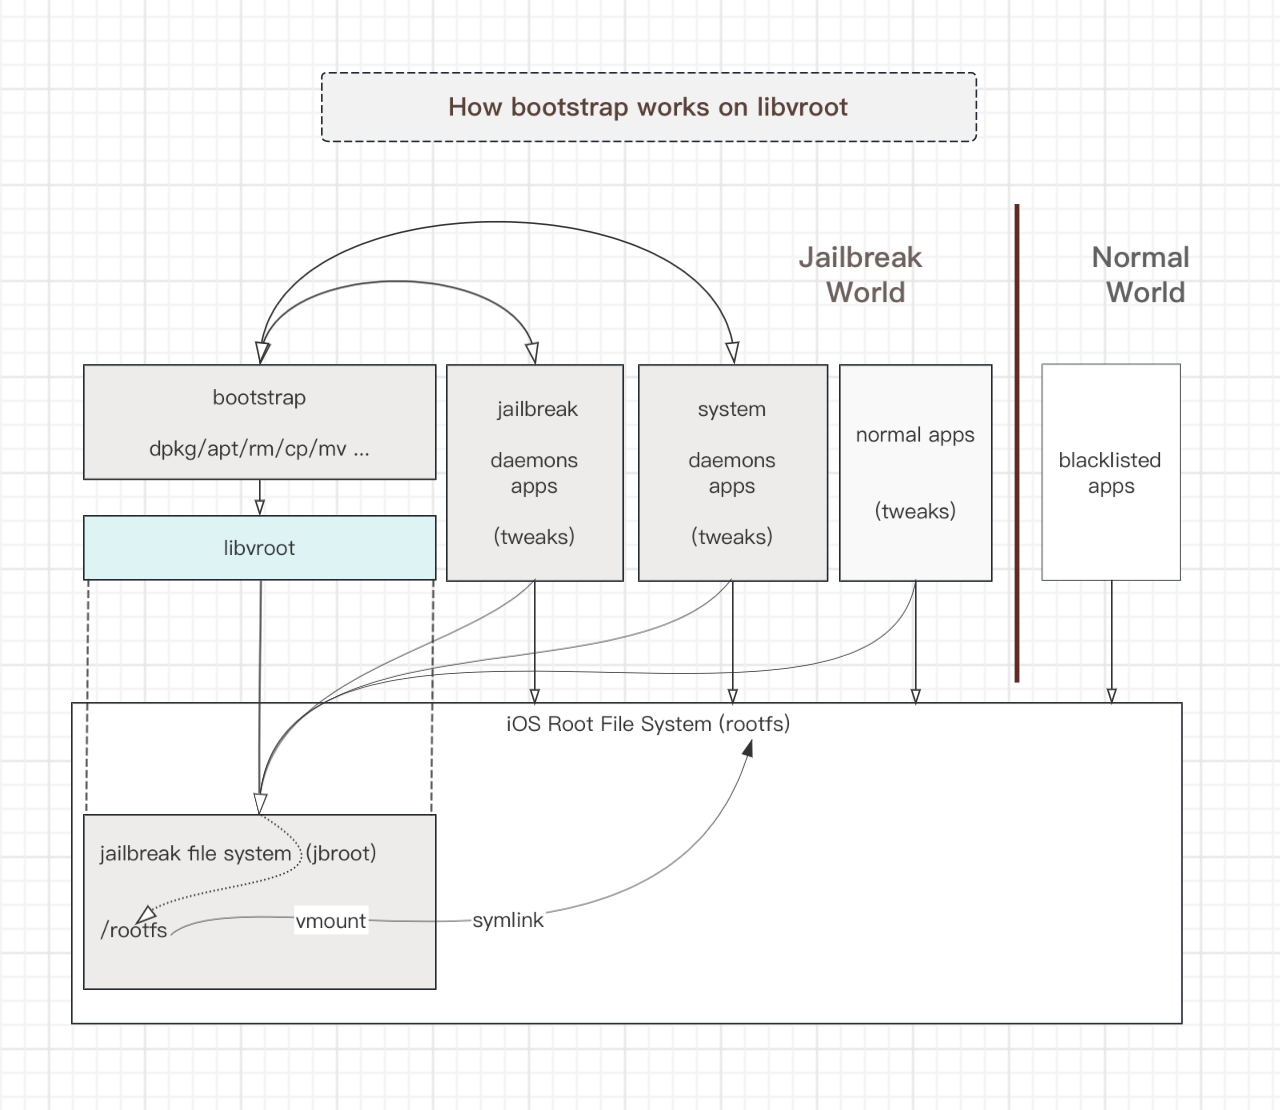 How bootstrap works on libvroot
Jailbreak
World
Normal
World
bootstrap
dpkg/apt/rm/cp/mv ...
libvroot
jailbreak
daemons
apps
(tweaks)
system
daemons
apps
(tweaks)
normal apps
(tweaks)
blacklisted
apps
iOS Root File System (rootfs)
jailbreak file system (jbroot)
/rootfs
vmount
symlink